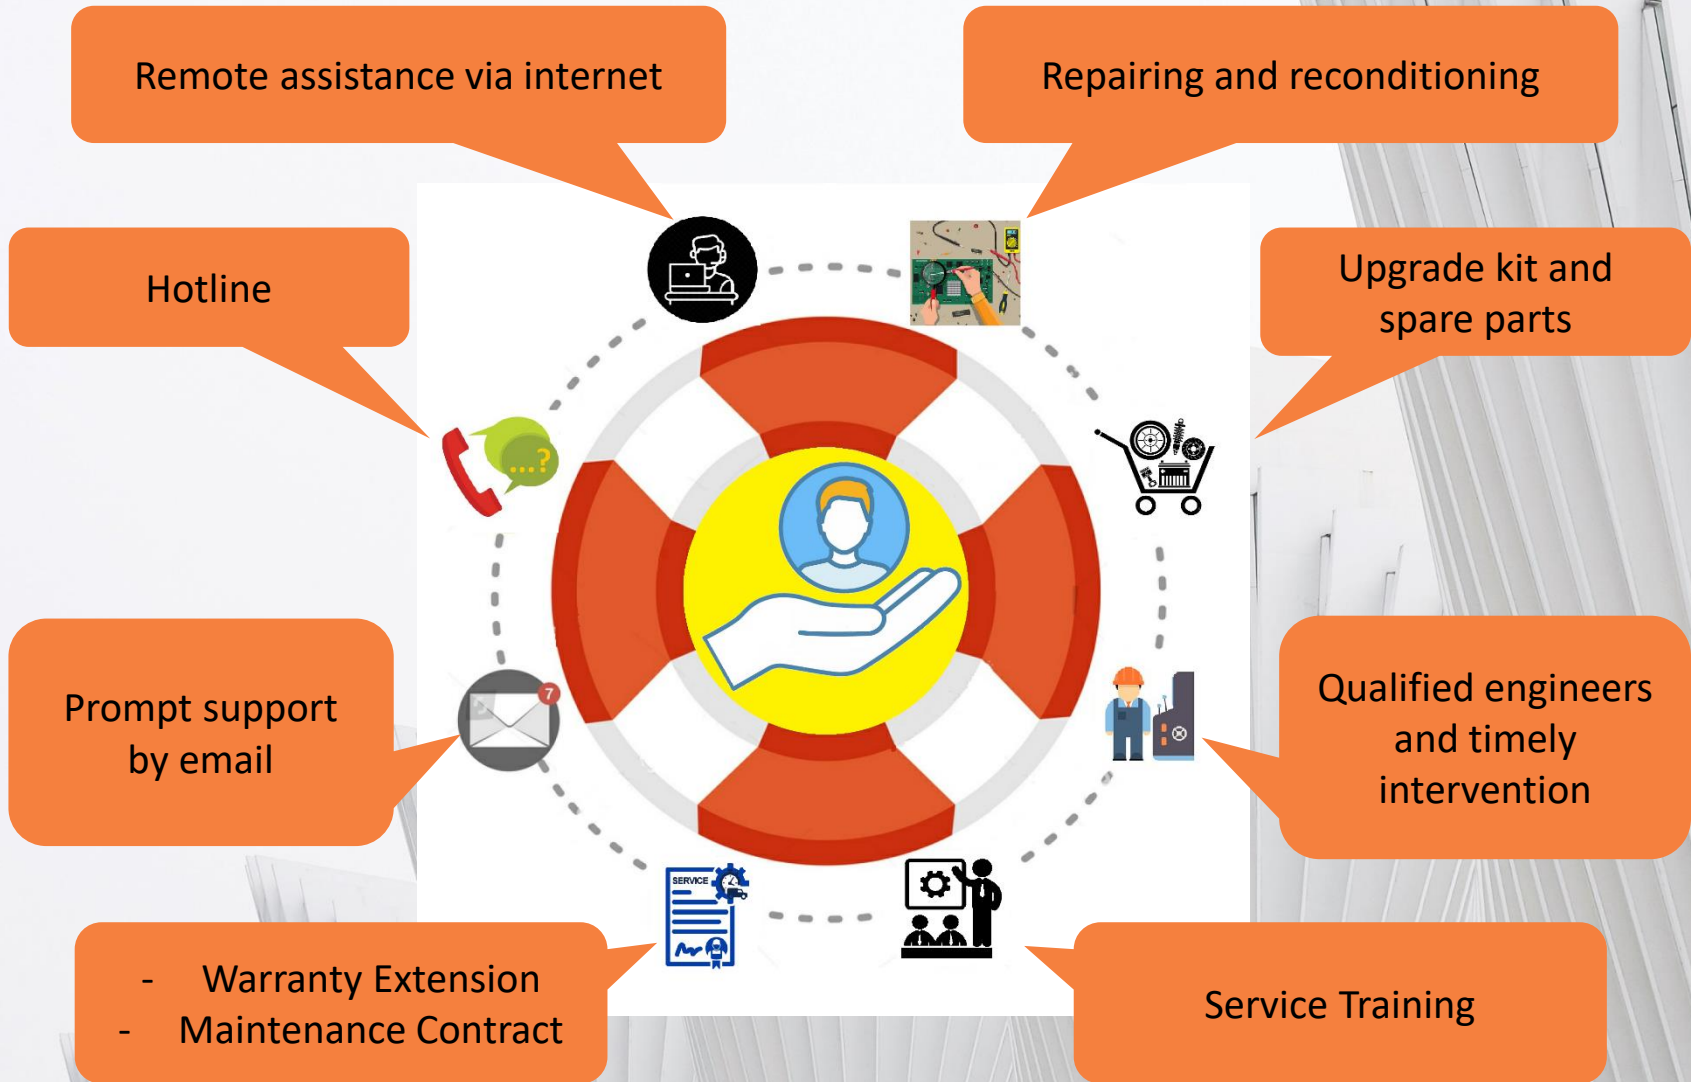 Remote assistance via internet
Repairing and reconditioning
Hotline
Upgrade kit and
spare parts
...?
Prompt support
by email
7
Qualified engineers
and timely
intervention
SERVICE
- Warranty Extension
- Maintenance Contract
Service Training